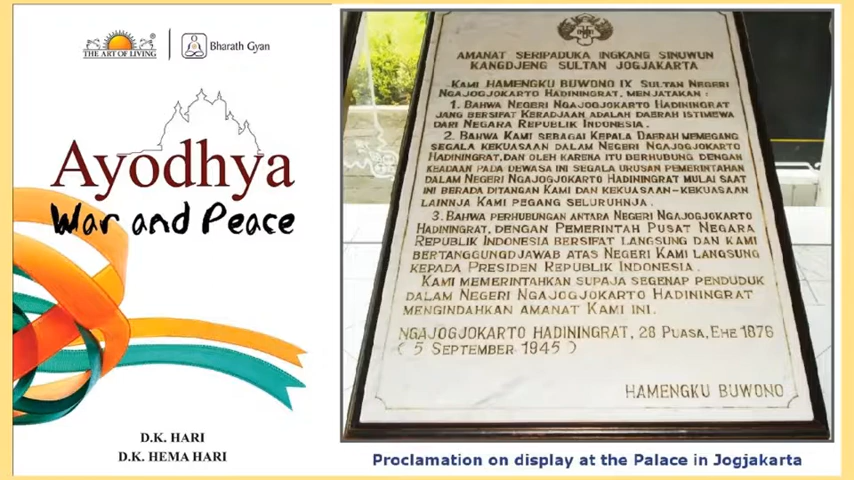 THE ART OF LIVING
Bharath Gyan
Ayodhya
War and Peace
D.K. HARI
D.K. HEMA HARI
AMANAT SERIPADUKA INGKANG SINUWUN
KANGDJENG SULTAN JOGJAKARTA
KAMI HAMENGKU BUWONO IX SULTAN NEGERI
NGAJOGJOKARTO HADININGRAT, MENJATAKAN :
1. BAHWA NEGERI NGAJOGJOKARTO HADININGRAT
JANG BERSIFAT KERADJAAN ADALAH DAERAH ISTIMEWA
DARI NEGARA REPUBLIK INDONESIA.
2. BAHWA KAMI SEBAGAI KEPALA DAERAH MEMEGANG
SEGALA KEKUASAAN DALAM NEGERI NGAJOGJOKARTO
HADININGRAT, DAN OLEH KARENA ITU BERHUBUNG DENGAN
KEADAAN PADA DEWASA INI SEGALA URUSAN PEMERINTAHAN
DALAM NEGERI NGAJOGJOKARTO HADININGRAT MULAI SAAT
INI BERADA DITANGAN KAMI DAN KEKUASAAN-KEKUASAAN
LAINNJA KAMI PEGANG SELURUHNJA.
3. BAHWA PERHUBUNGAN ANTARA NEGERI NGAJOGJOKARTO
HADININGRAT, DENGAN PEMERINTAH PUSAT NEGARA
REPUBLIK INDONESIA BERSIFAT LANGSUNG DAN KAMI
BERTANGGUNGDJAWAB ATAS NEGERI KAMI LANGSUNG
KEPADA PRESIDEN REPUBLIK INDONESIA.
KAMI MEMERINTAHKAN SUPAJA SEGENAP PENDUDUK
DALAM NEGERI NGAJOGJOKARTO HADININGRAT
MENGINDAHKAN AMANAT KAMI INI.
NGAJOGJOKARTO HADININGRAT, 28 PUASA, EHE 1876
( 5 SEPTEMBER 1945 )
HAMENGKU BUWONO
Proclamation on display at the Palace in Jogjakarta